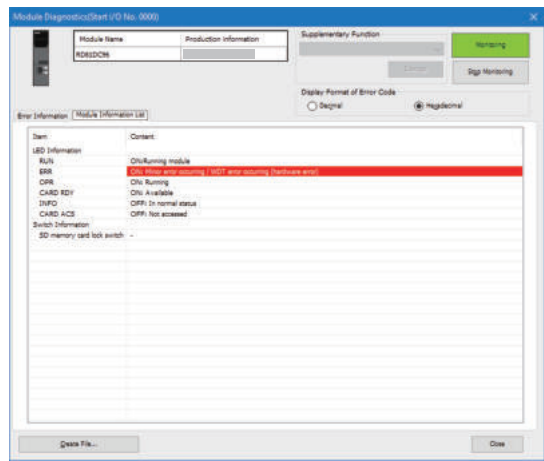 Module Diagnostics(Start I/O No. 0000)
Module Name Production information
RD81DC96
Supplementary Function
Monitoring
Stop Monitoring
Display Format of Error Code
Decimal Hexadecimal
Error Information Module Information List
Item Content
LED Information
RUN ON:Running module
ERR ON: Minor error occuring / WDT error occuring (hardware error)
OPR ON: Running
CARD RDY ON: Available
INFO OFF: In normal status
CARD ACS OFF: Not accessed
Switch Information
SD memory card lock switch -
Create File... Close